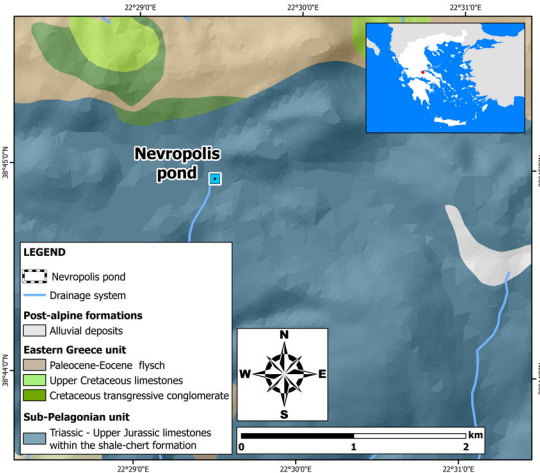 22°29'0"E 22°30'0"E 22°31'0"E
38°45'0"N
Nevropolis
pond
LEGEND
Nevropolis pond
Drainage system
Post-alpine formations
Alluvial deposits
Eastern Greece unit
Paleocene-Eocene flysch
Upper Cretaceous limestones
Cretaceous transgressive conglomerate
Sub-Pelagonian unit
Triassic - Upper Jurassic limestones
within the shale-chert formation
N
W E
S
km
0 1 2
38°44'0"N
22°29'0"E 22°30'0"E 22°31'0"E